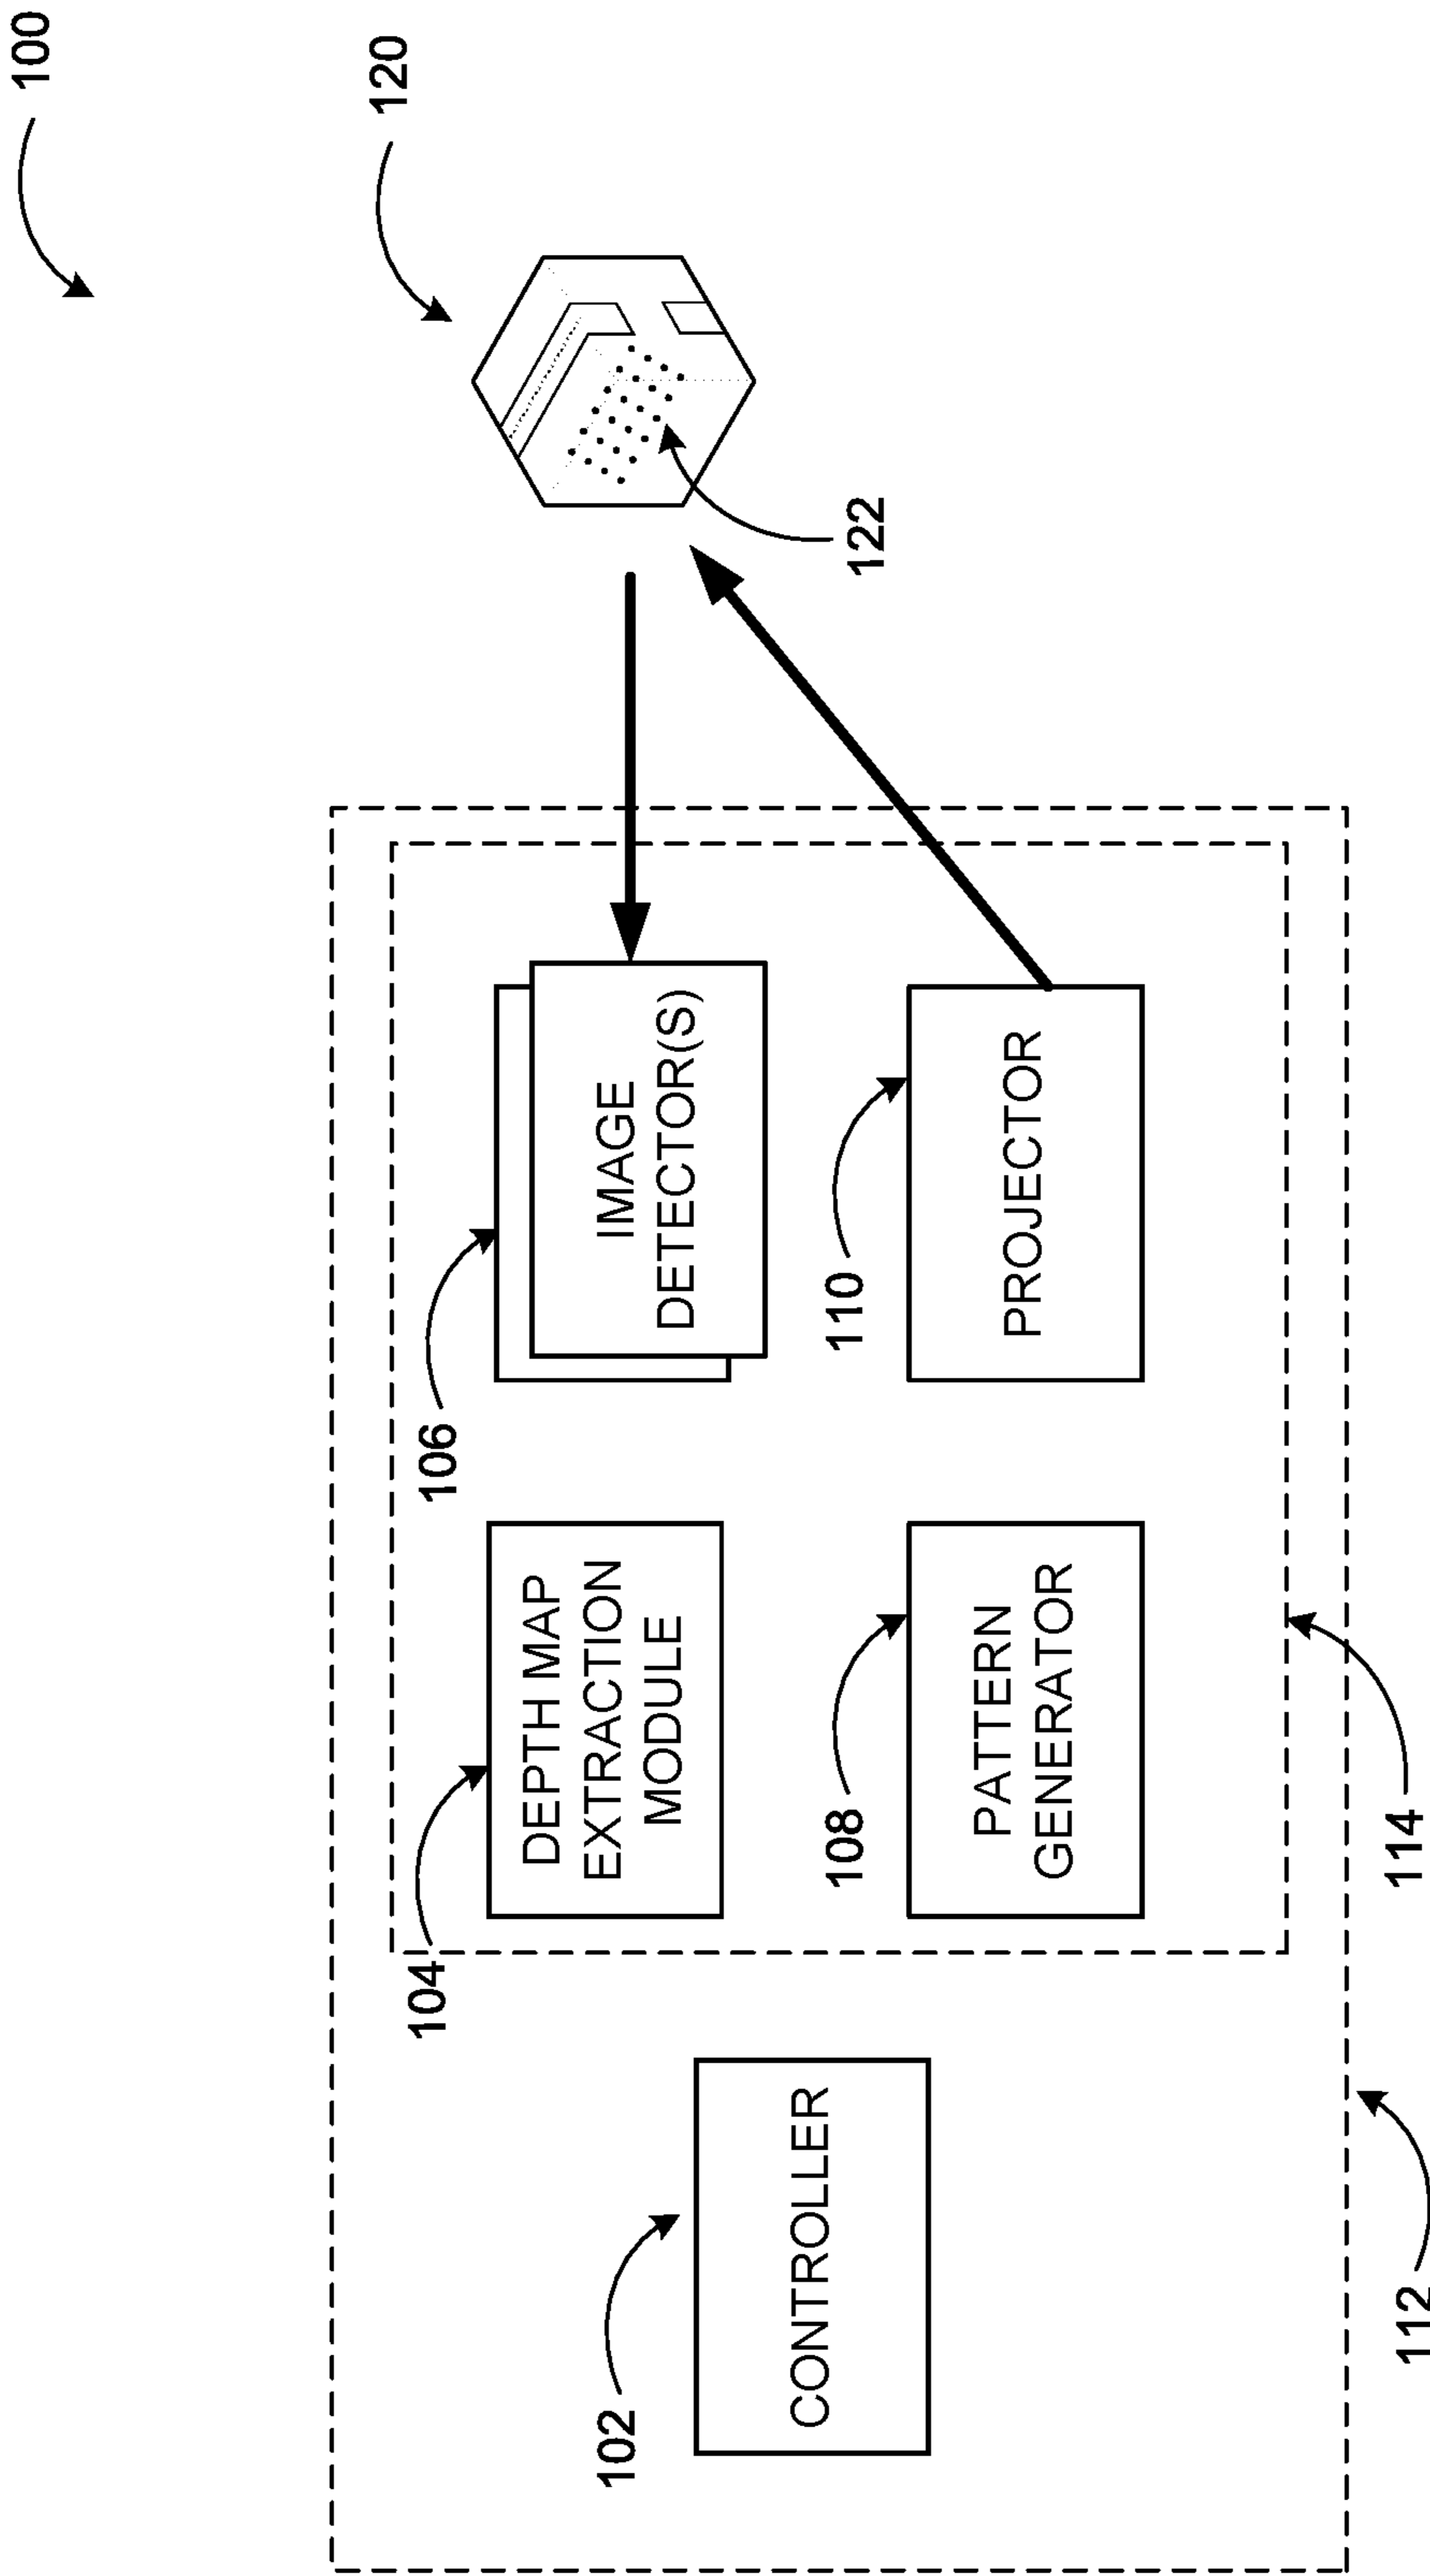 100
120
122
106
IMAGE
DETECTOR(S)
110
PROJECTOR
104
DEPTH MAP
EXTRACTION
MODULE
108
PATTERN
GENERATOR
114
102
CONTROLLER
112